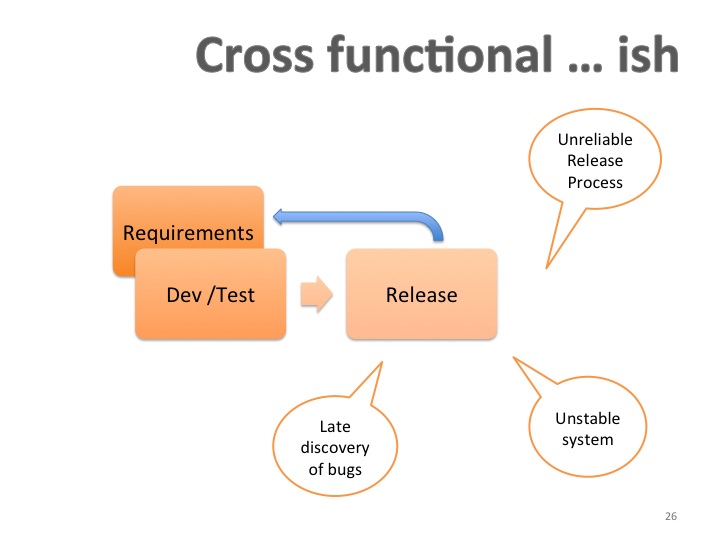 Cross functional … ish
Unreliable
Release
Process
Requirements
Dev /Test
Release
Late
discovery
of bugs
Unstable
system
26